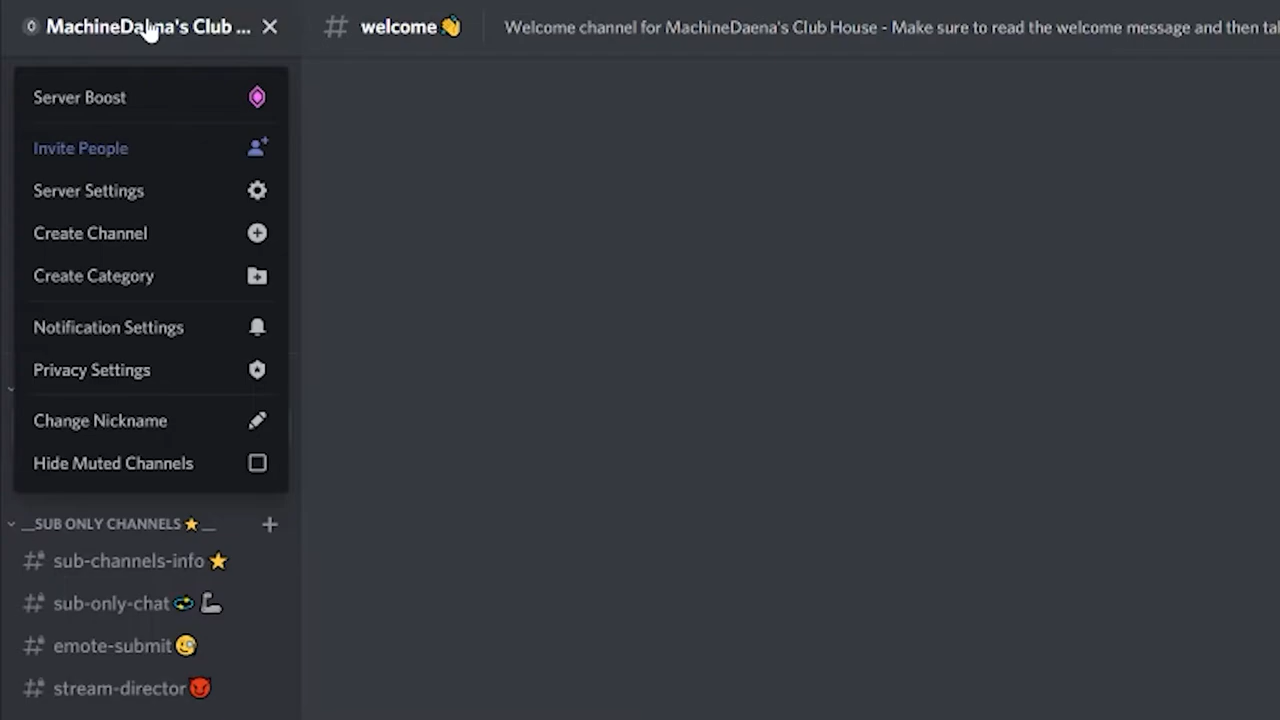 0 MachineDaena's Club ...
welcome👋
Welcome channel for MachineDaena's Club House - Make sure to read the welcome message and then ta
Server Boost
Invite People
Server Settings
Create Channel
Create Category
Notification Settings
Privacy Settings
Change Nickname
Hide Muted Channels
__SUB ONLY CHANNELS⭐__
sub-channels-info⭐
sub-only-chat
emote-submit🧐
stream-director😈